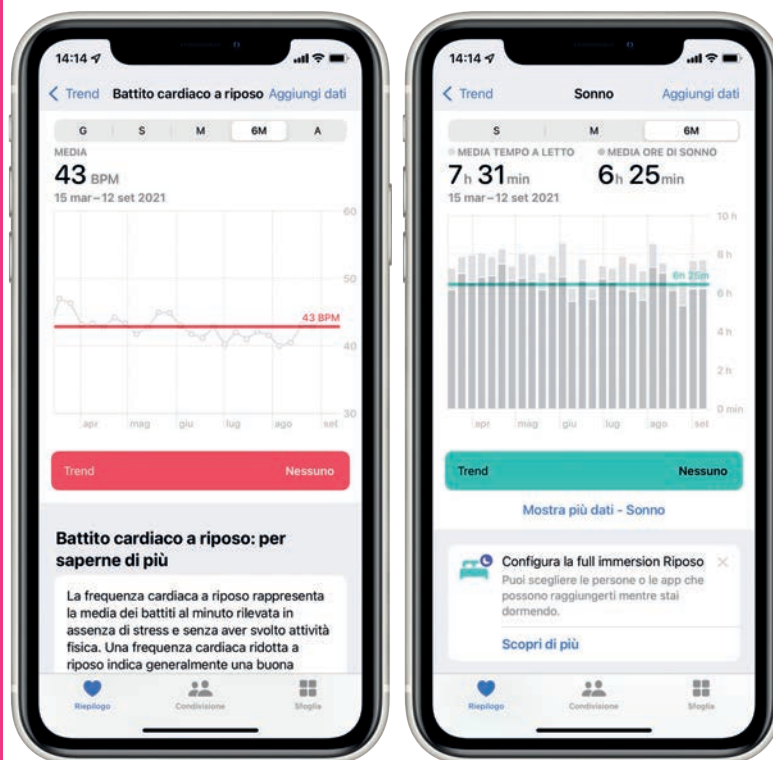 14:14
Trend
Battito cardiaco a riposo
Aggiungi dati
G S M 6M A
MEDIA
43 BPM
15 mar–12 set 2021
60
50
43 BPM
40
30
apr mag giu lug ago set
Trend Nessuno
Battito cardiaco a riposo: per
saperne di più
La frequenza cardiaca a riposo rappresenta
la media dei battiti al minuto rilevata in
assenza di stress e senza aver svolto attività
fisica. Una frequenza cardiaca ridotta a
riposo indica generalmente una buona
Riepilogo Condivisione Sfoglia
14:14
Trend
Sonno
Aggiungi dati
S M 6M
MEDIA TEMPO A LETTO MEDIA ORE DI SONNO
7h 31min 6h 25min
15 mar–12 set 2021
10 h
8 h
6h 25m
6 h
4 h
2 h
0 min
apr mag giu lug ago set
Trend Nessuno
Mostra più dati - Sonno
Configura la full immersion Riposo
Puoi scegliere le persone o le app che
possono raggiungerti mentre stai
dormendo.
Scopri di più
Riepilogo Condivisione Sfoglia